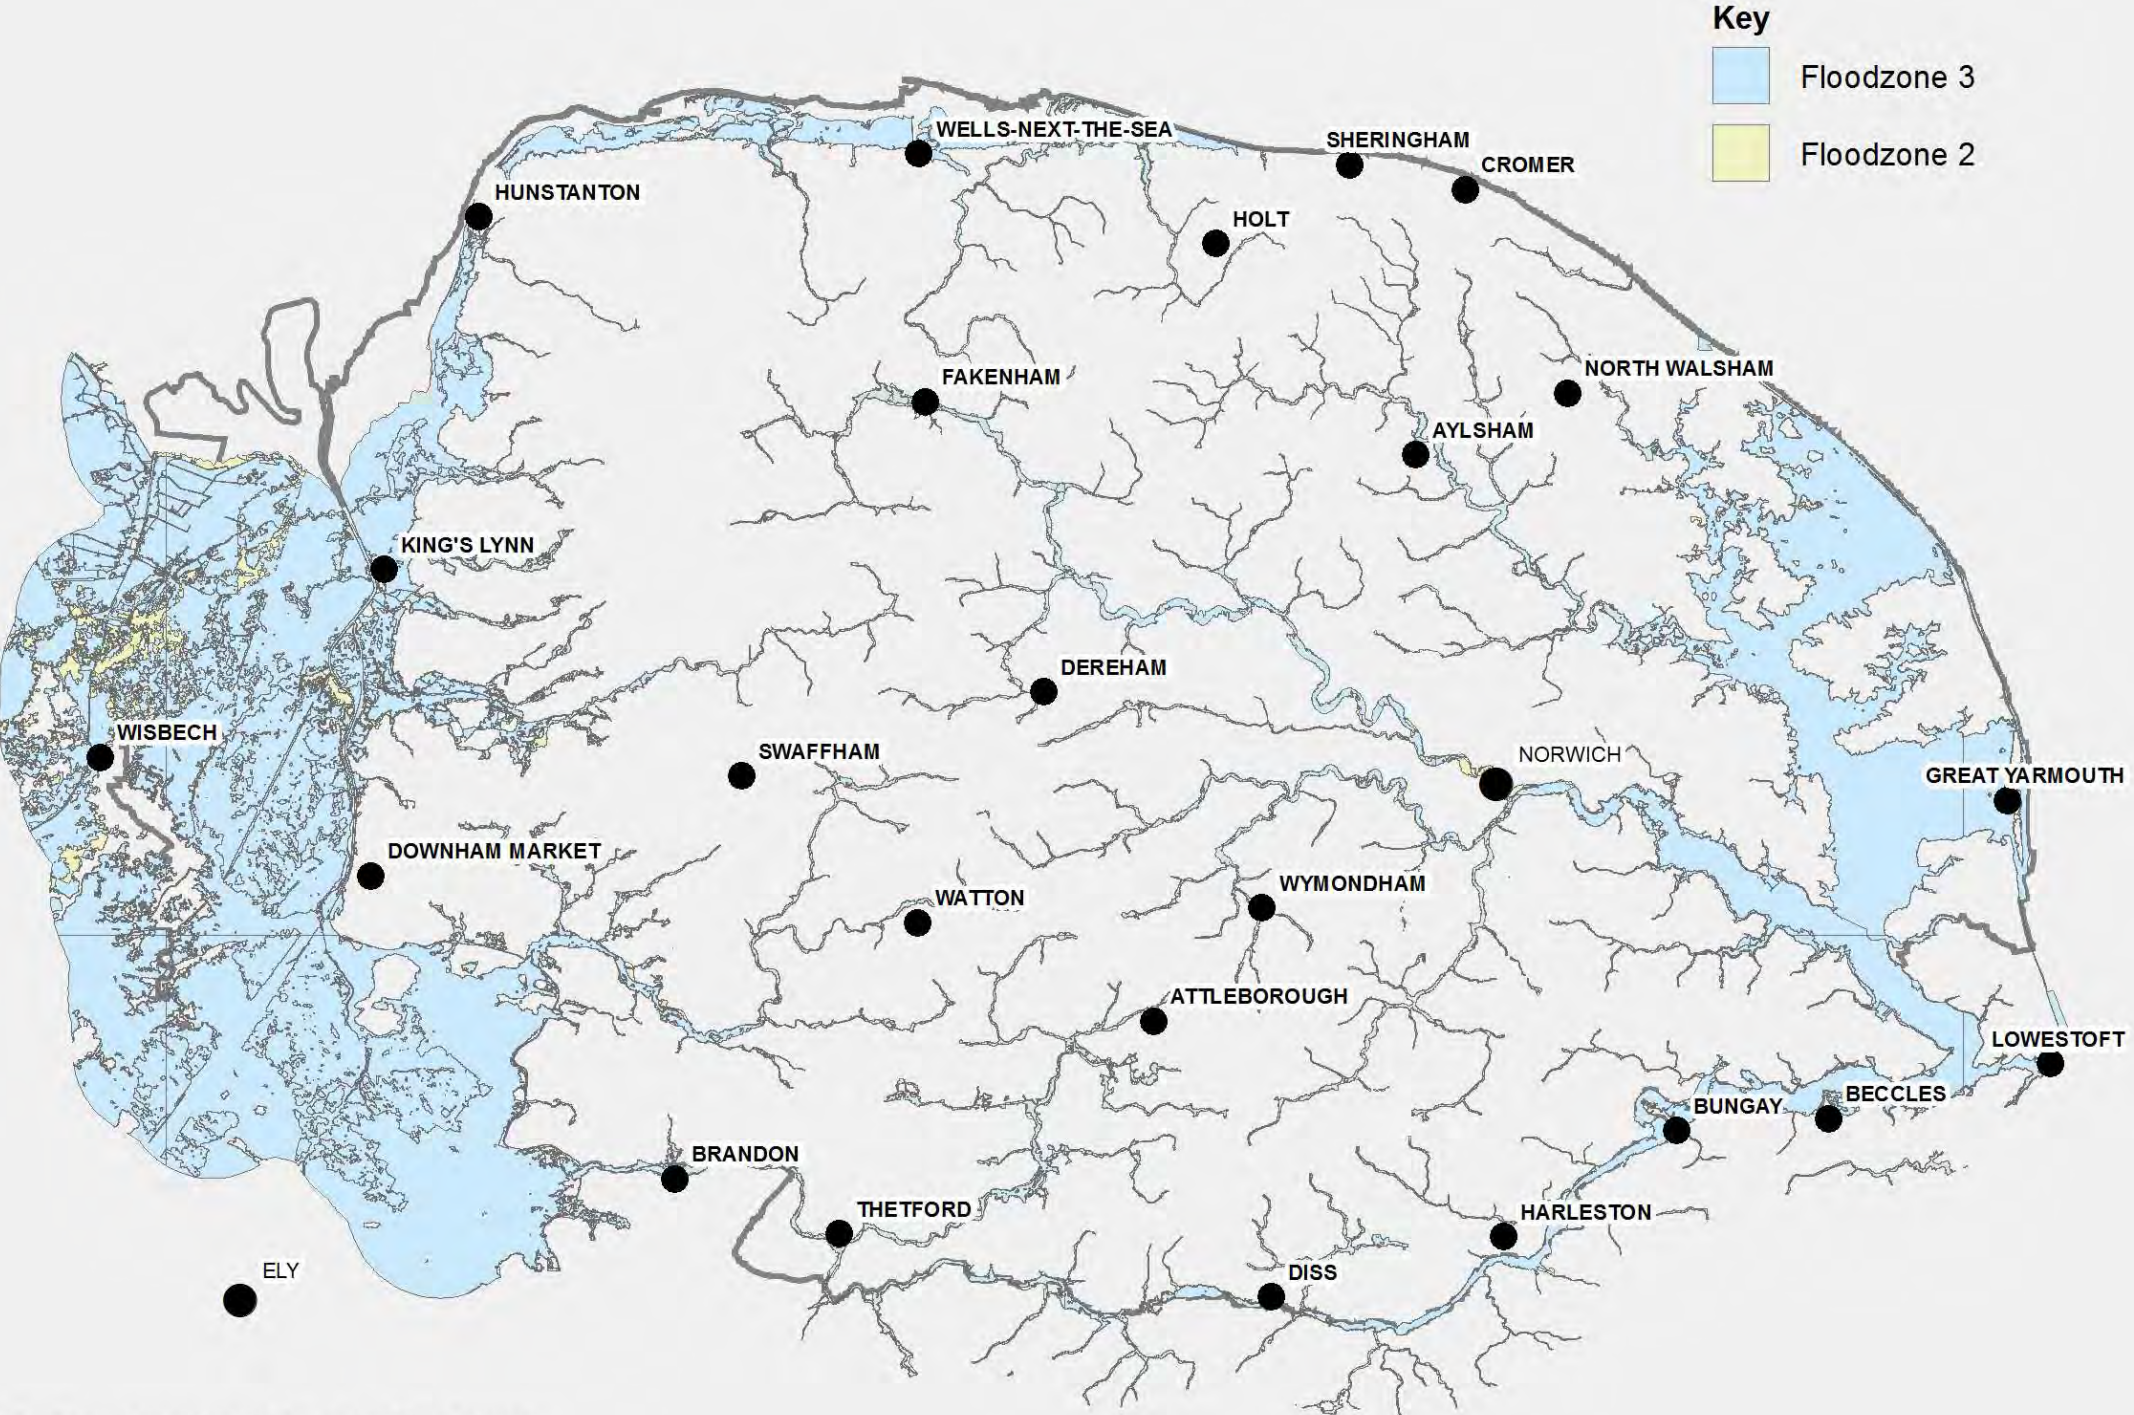 Key
Floodzone 3
Floodzone 2
WELLS-NEXT-THE-SEA
SHERINGHAM
CROMER
HUNSTANTON
HOLT
FAKENHAM
NORTH WALSHAM
AYLSHAM
KING'S LYNN
DEREHAM
WISBECH
SWAFFHAM
NORWICH
GREAT YARMOUTH
DOWNHAM MARKET
WATTON
WYMONDHAM
ATTLEBOROUGH
LOWESTOFT
BECCLES
BUNGAY
BRANDON
THETFORD
HARLESTON
ELY
DISS